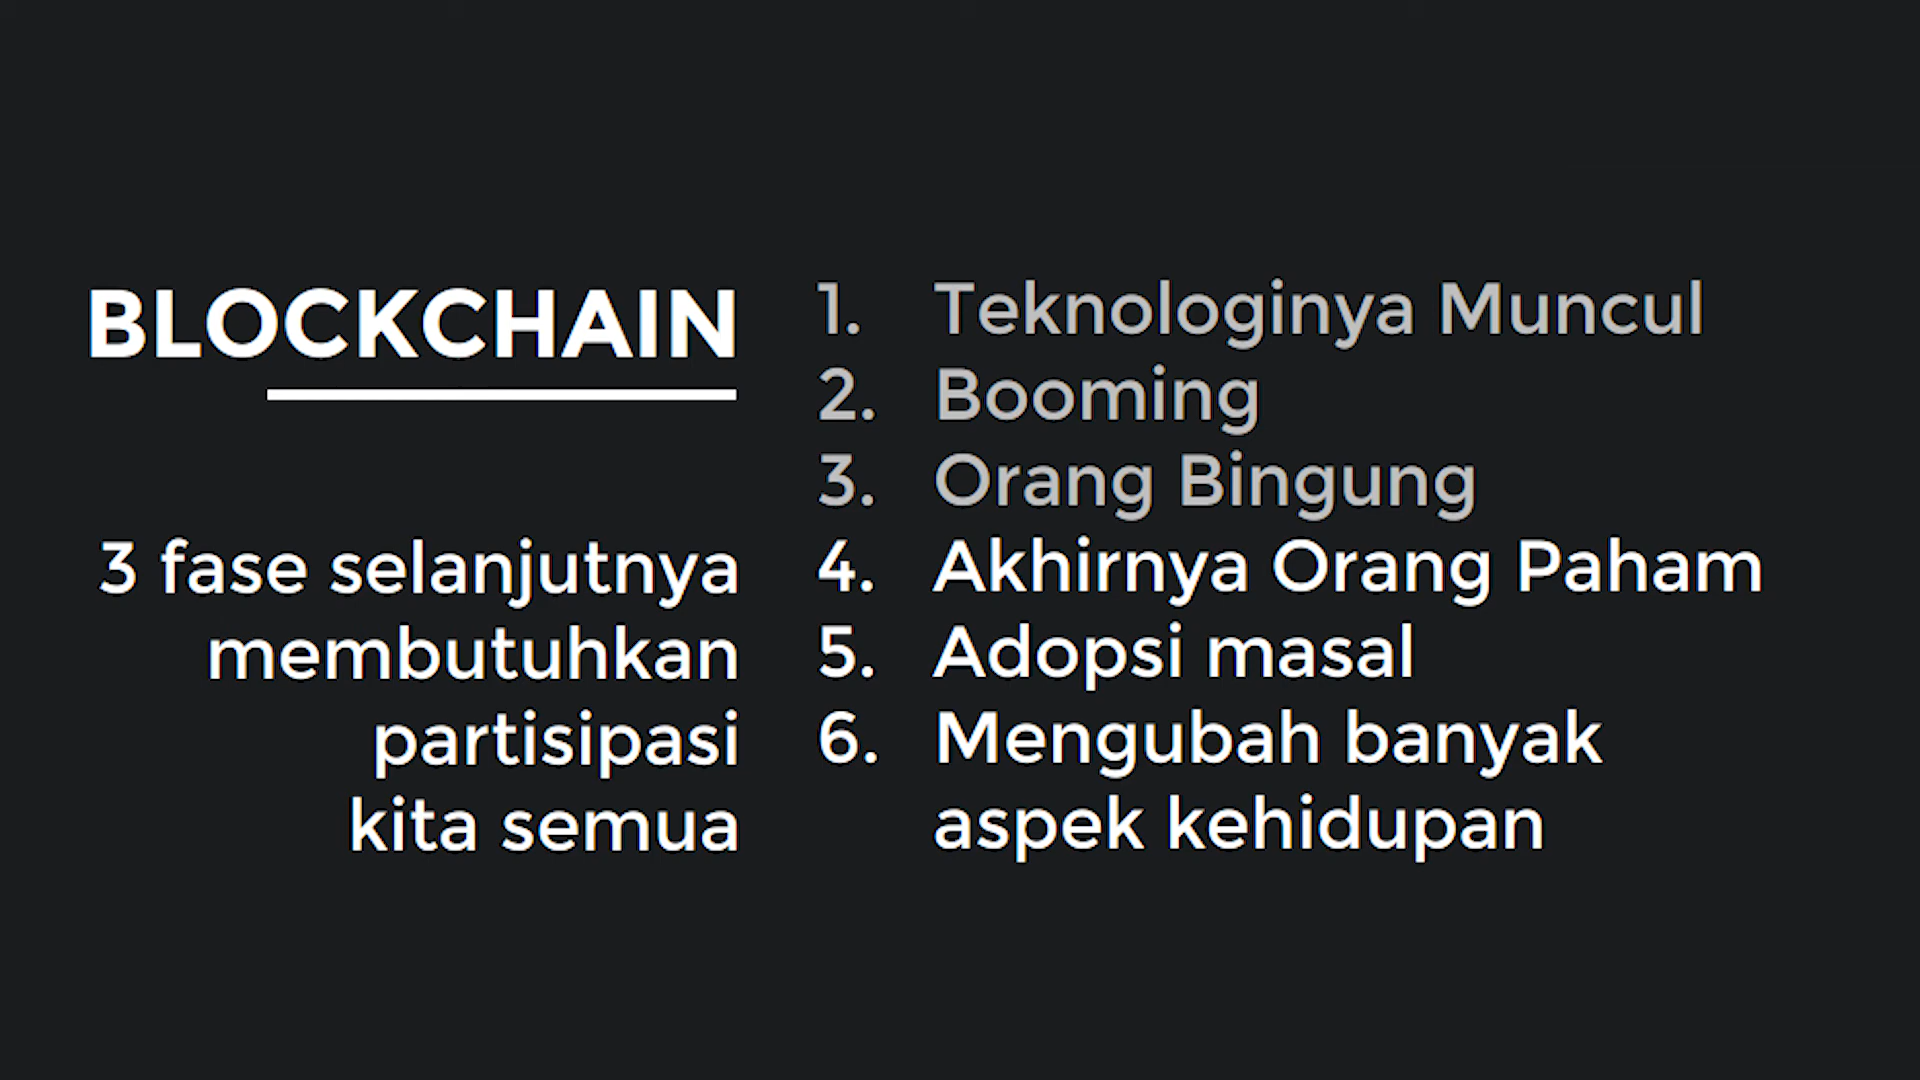 BLOCKCHAIN
3 fase selanjutnya
membutuhkan
partisipasi
kita semua
1. Teknologinya Muncul
2. Booming
3. Orang Bingung
4. Akhirnya Orang Paham
5. Adopsi masal
6. Mengubah banyak
aspek kehidupan